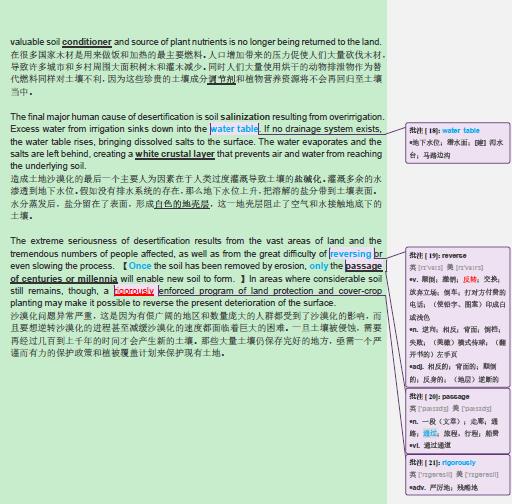 valuable soil conditioner and source of plant nutrients is no longer being returned to the land.
在很多国家木材是用来做饭和加热的最主要燃料。人口增加带来的压力促使人们大量砍伐木材，
导致许多城市和乡村周围大面积树木和灌木减少。同时人们大量使用烘干的动物排泄物作为替
代燃料同样对土壤不利，因为这些珍贵的土壤成分调节剂和植物营养资源将不会再回归至土壤
当中。
The final major human cause of desertification is soil salinization resulting from overirrigation.
Excess water from irrigation sinks down into the water table. If no drainage system exists,
the water table rises, bringing dissolved salts to the surface. The water evaporates and the
salts are left behind, creating a white crustal layer that prevents air and water from reaching
the underlying soil.
造成土地沙漠化的最后一个主要人为因素在于人类过度灌溉导致土壤的盐碱化。灌溉多余的水
渗透到地下水位。假如没有排水系统的存在，那么地下水位上升，把溶解的盐分带到土壤表面。
水分蒸发后，盐分留在了表面，形成白色的地壳层，这一地壳层阻止了空气和水接触地底下的
土壤。
The extreme seriousness of desertification results from the vast areas of land and the
tremendous numbers of people affected, as well as from the great difficulty of reversing or
even slowing the process. 【Once the soil has been removed by erosion, only the passage
of centuries or millennia will enable new soil to form. 】In areas where considerable soil
still remains, though, a rigorously enforced program of land protection and cover-crop
planting may make it possible to reverse the present deterioration of the surface.
沙漠化问题异常严重，这是因为有很广阔的地区和数量庞大的人群都受到了沙漠化的影响，而
且要想逆转沙漠化的进程甚至减缓沙漠化的速度都面临着巨大的困难。一旦土壤被侵蚀，需要
再经过几百到上千年的时间才会产生新的土壤。那些大量土壤仍保存完好的地方，亟需一个严
谨而有力的保护政策和植被覆盖计划来保护现有土地。
批注 [18]: water table
•地下水位；潜水面；[建] 泻水
台；马路边沟
批注 [19]: reverse
英 [rɪ'vɜːs] 美 [rɪ'vɝs]
•v. 颠倒；撤销；反转；交换；
放弃立场；倒车；打对方付费的
电话；（使铅字、图案）印成白
或浅色
•n. 逆向；相反；背面；倒档；
失败；（美橄）横式传球；（翻
开书的）左手页
•adj. 相反的；背面的；颠倒
的；反身的；（地层）逆断的
批注 [20]: passage
英 ['pæsɪdʒ] 美 ['pæsɪdʒ]
•n. 一段（文章）；走廊；通
路；通过；旅程，行程；船费
•vi. 通过通道
批注 [21]: rigorously
英 ['rɪgərəslɪ] 美 ['rɪgərəslɪ]
•adv. 严厉地；残酷地